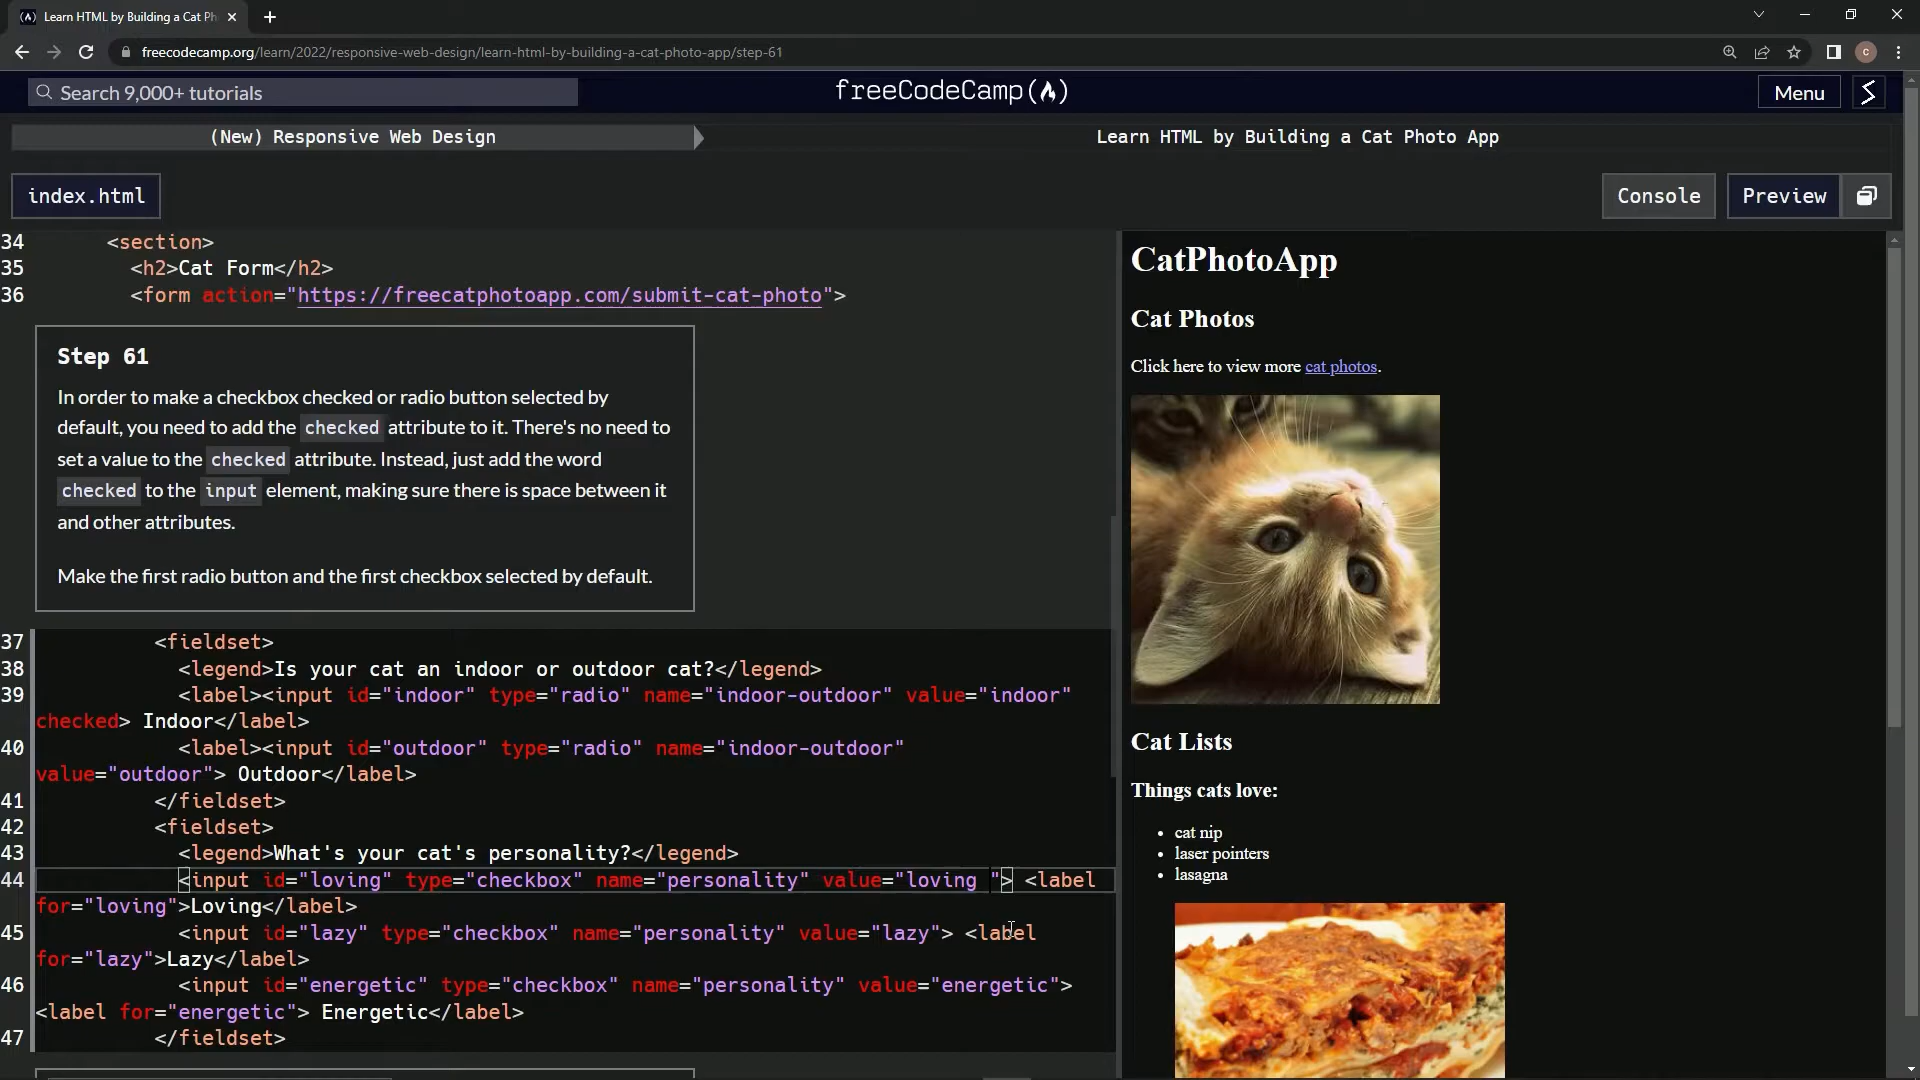 Learn HTML by Building a Cat Ph
freecodecamp.org/learn/2022/responsive-web-design/learn-html-by-building-a-cat-photo-app/step-61
C
Search 9,000+ tutorials
freeCodeCamp
Menu
(New) Responsive Web Design
Learn HTML by Building a Cat Photo App
index.html
Console
Preview
34 <section>
35 <h2>Cat Form</h2>
36 <form action="https://freecatphotoapp.com/submit-cat-photo">
Step 61
In order to make a checkbox checked or radio button selected by
default, you need to add the checked attribute to it. There's no need to
set a value to the checked attribute. Instead, just add the word
checked to the input element, making sure there is space between it
and other attributes.
Make the first radio button and the first checkbox selected by default.
37 <fieldset>
38 <legend>Is your cat an indoor or outdoor cat?</legend>
39 <label><input id="indoor" type="radio" name="indoor-outdoor" value="indoor"
checked> Indoor</label>
40 <label><input id="outdoor" type="radio" name="indoor-outdoor"
value="outdoor"> Outdoor</label>
41 </fieldset>
42 <fieldset>
43 <legend>What's your cat's personality?</legend>
44 <input id="loving" type="checkbox" name="personality" value="loving "> <label
for="loving">Loving</label>
45 <input id="lazy" type="checkbox" name="personality" value="lazy"> <label
for="lazy">Lazy</label>
46 <input id="energetic" type="checkbox" name="personality" value="energetic">
<label for="energetic"> Energetic</label>
47 </fieldset>
CatPhotoApp
Cat Photos
Click here to view more cat photos.
Cat Lists
Things cats love:
• cat nip
• laser pointers
• lasagna